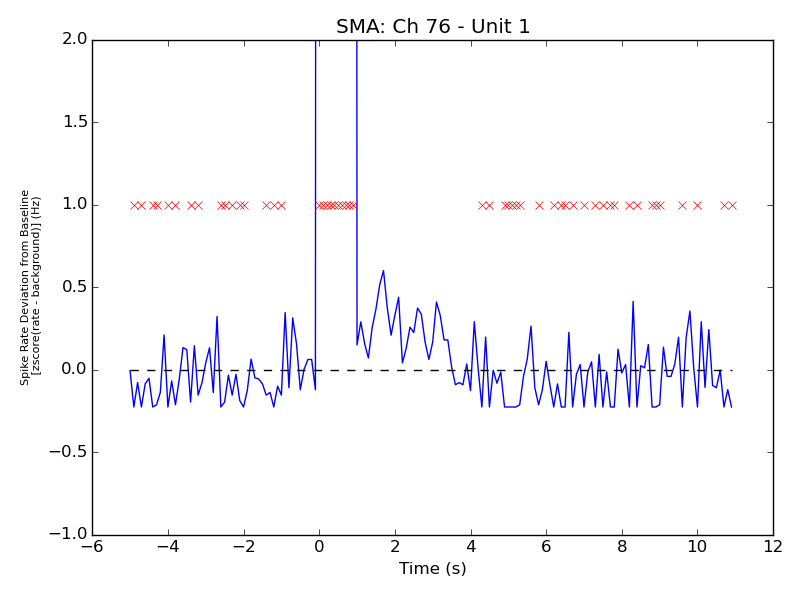 SMA: Ch 76 - Unit 1
2.0
1.5
1.0
0.5
0.0
−0.5
−1.0
Spike Rate Deviation from Baseline
[zscore(rate - background)] (Hz)
−6 −4 −2 0 2 4 6 8 10 12
Time (s)